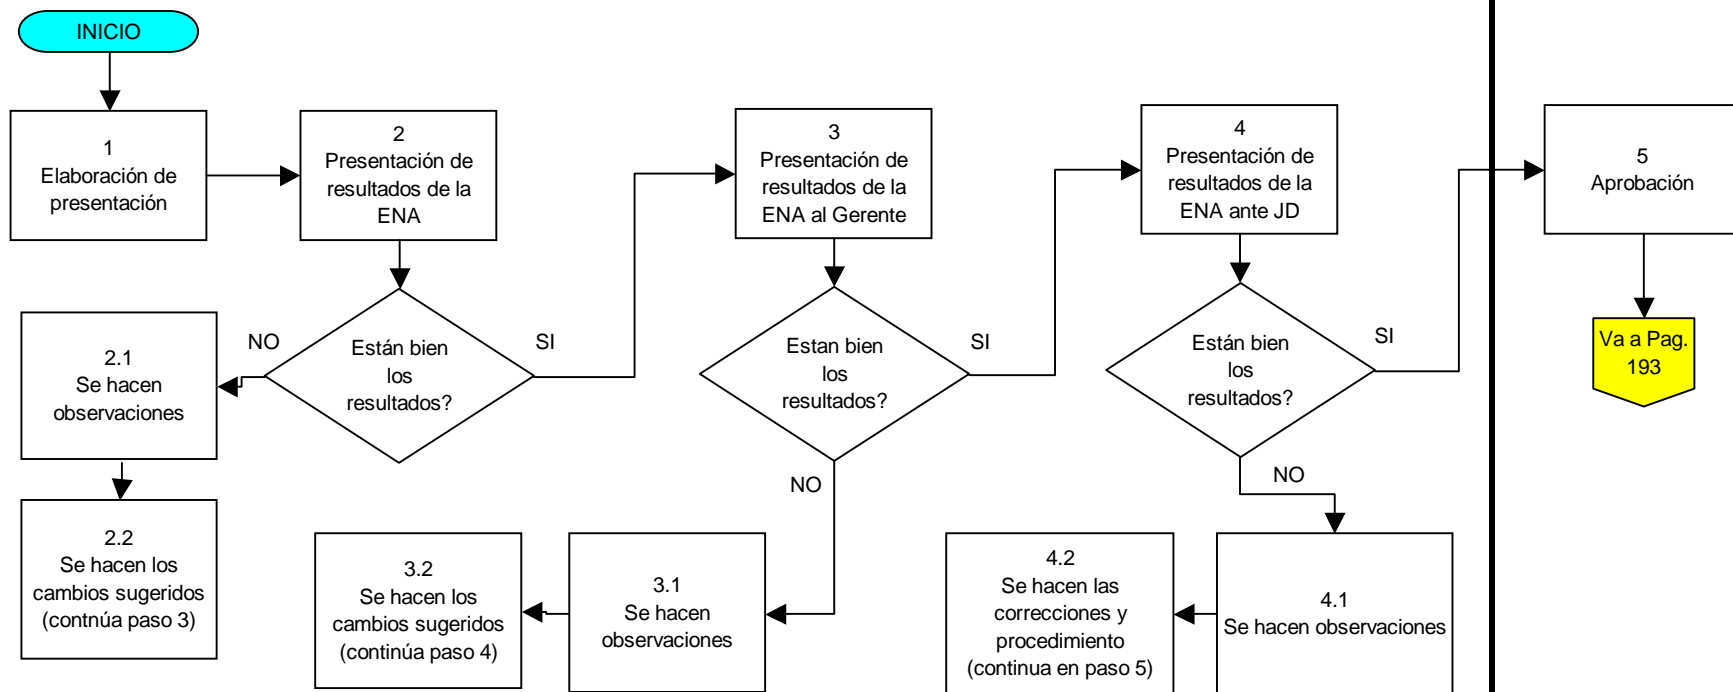 INICIO
1
Elaboración de
presentación
2
Presentación de
resultados de la
ENA
3
Presentación de
resultados de la
ENA al Gerente
4
Presentación de
resultados de la
ENA ante JD
5
Aprobación
Va a Pag.
193
Están bien
los
resultados?
NO
SI
2.1
Se hacen
observaciones
2.2
Se hacen los
cambios sugeridos
(contnúa paso 3)
Estan bien
los
resultados?
SI
NO
3.1
Se hacen
observaciones
3.2
Se hacen los
cambios sugeridos
(continúa paso 4)
Están bien
los
resultados?
SI
NO
4.1
Se hacen observaciones
4.2
Se hacen las
correcciones y
procedimiento
(continua en paso 5)